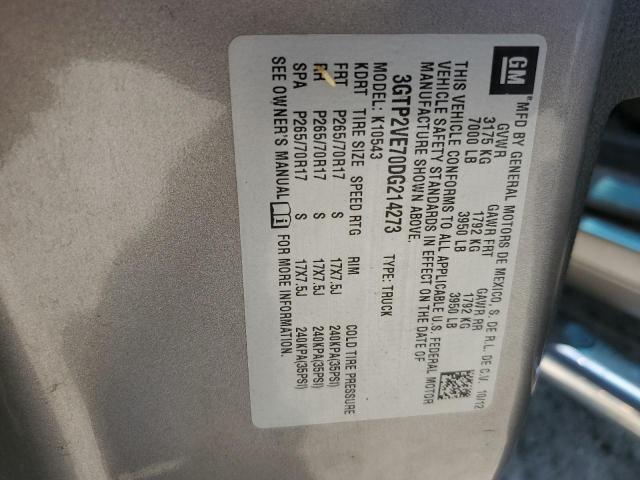 GM
"MFD BY GENERAL MOTORS DE MEXICO, S. DE R.L. DE C.V. 10/12
GVWR GAWR FRT GAWR RR
3175 KG 1792 KG 1792 KG
7000 LB 3950 LB 3950 LB
THIS VEHICLE CONFORMS TO ALL APPLICABLE U.S. FEDERAL MOTOR
VEHICLE SAFETY STANDARDS IN EFFECT ON THE DATE OF
MANUFACTURE SHOWN ABOVE.
3GTP2VE70DG214273
MODEL: K10543 TYPE: TRUCK
KDRT TIRE SIZE SPEED RTG RIM COLD TIRE PRESSURE
FRT P265/70R17 S 17X7.5J 240KPA(35PSI)
RH P265/70R17 S 17X7.5J 240KPA(35PSI)
SPA P265/70R17 S 17X7.5J 240KPA(35PSI)
SEE OWNER'S MANUAL i FOR MORE INFORMATION.